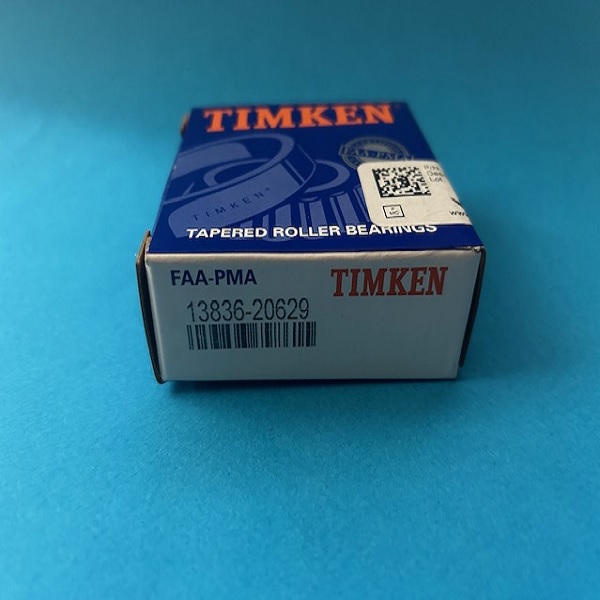 TIMKEN
TIMKEN
TAPERED ROLLER BEARINGS
FAA-PMA
TIMKEN
13836-20629